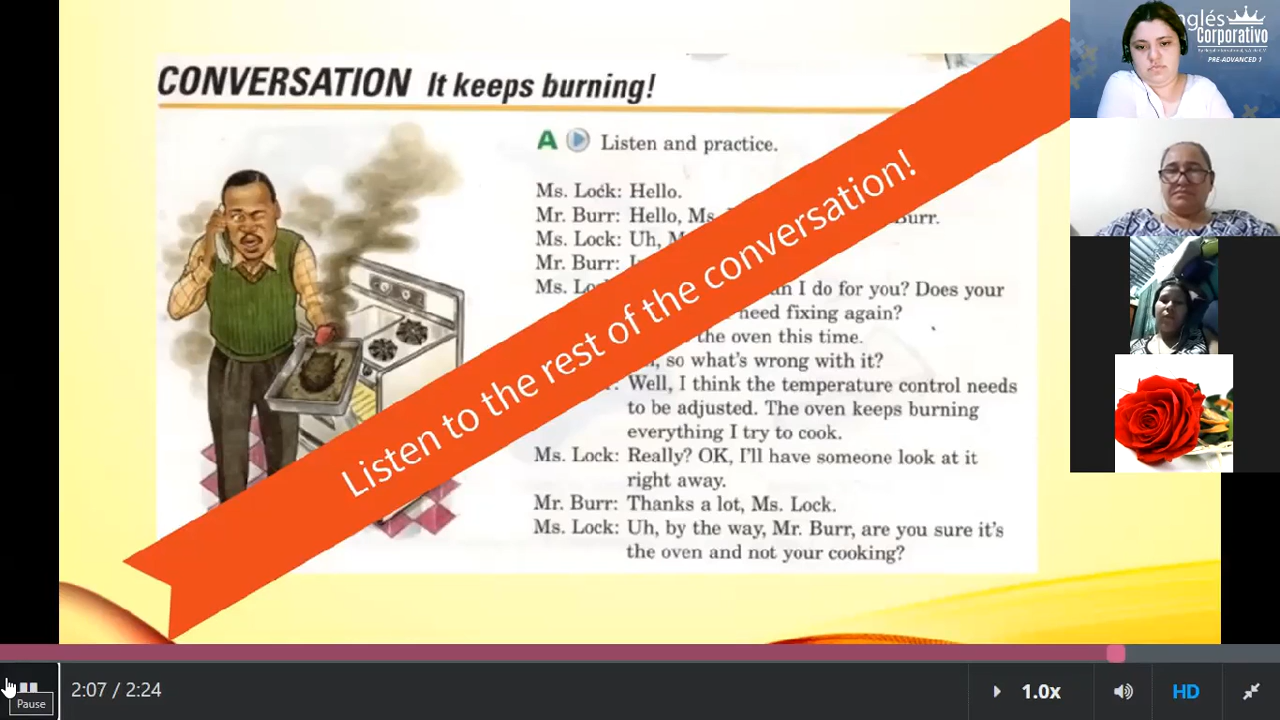 CONVERSATION It keeps burning!
A Listen and practice.
Ms. Lock: Hello.
Mr. Burr: Hello, Ms. Burr.
Ms. Lock: Uh,
Mr. Burr:
Ms. I do for you? Does your
need fixing again?
the oven this time.
so what's wrong with it?
Well, I think the temperature control needs
to be adjusted. The oven keeps burning
everything I try to cook.
Ms. Lock: Really? OK, I'll have someone look at it
right away.
Mr. Burr: Thanks a lot, Ms. Lock.
Ms. Lock: Uh, by the way, Mr. Burr, are you sure it's
the oven and not your cooking?
Listen to the rest of the conversation!
nglés
Corporativo
PRE-ADVANCED 1
Pause
2:07 / 2:24
1.0x
HD